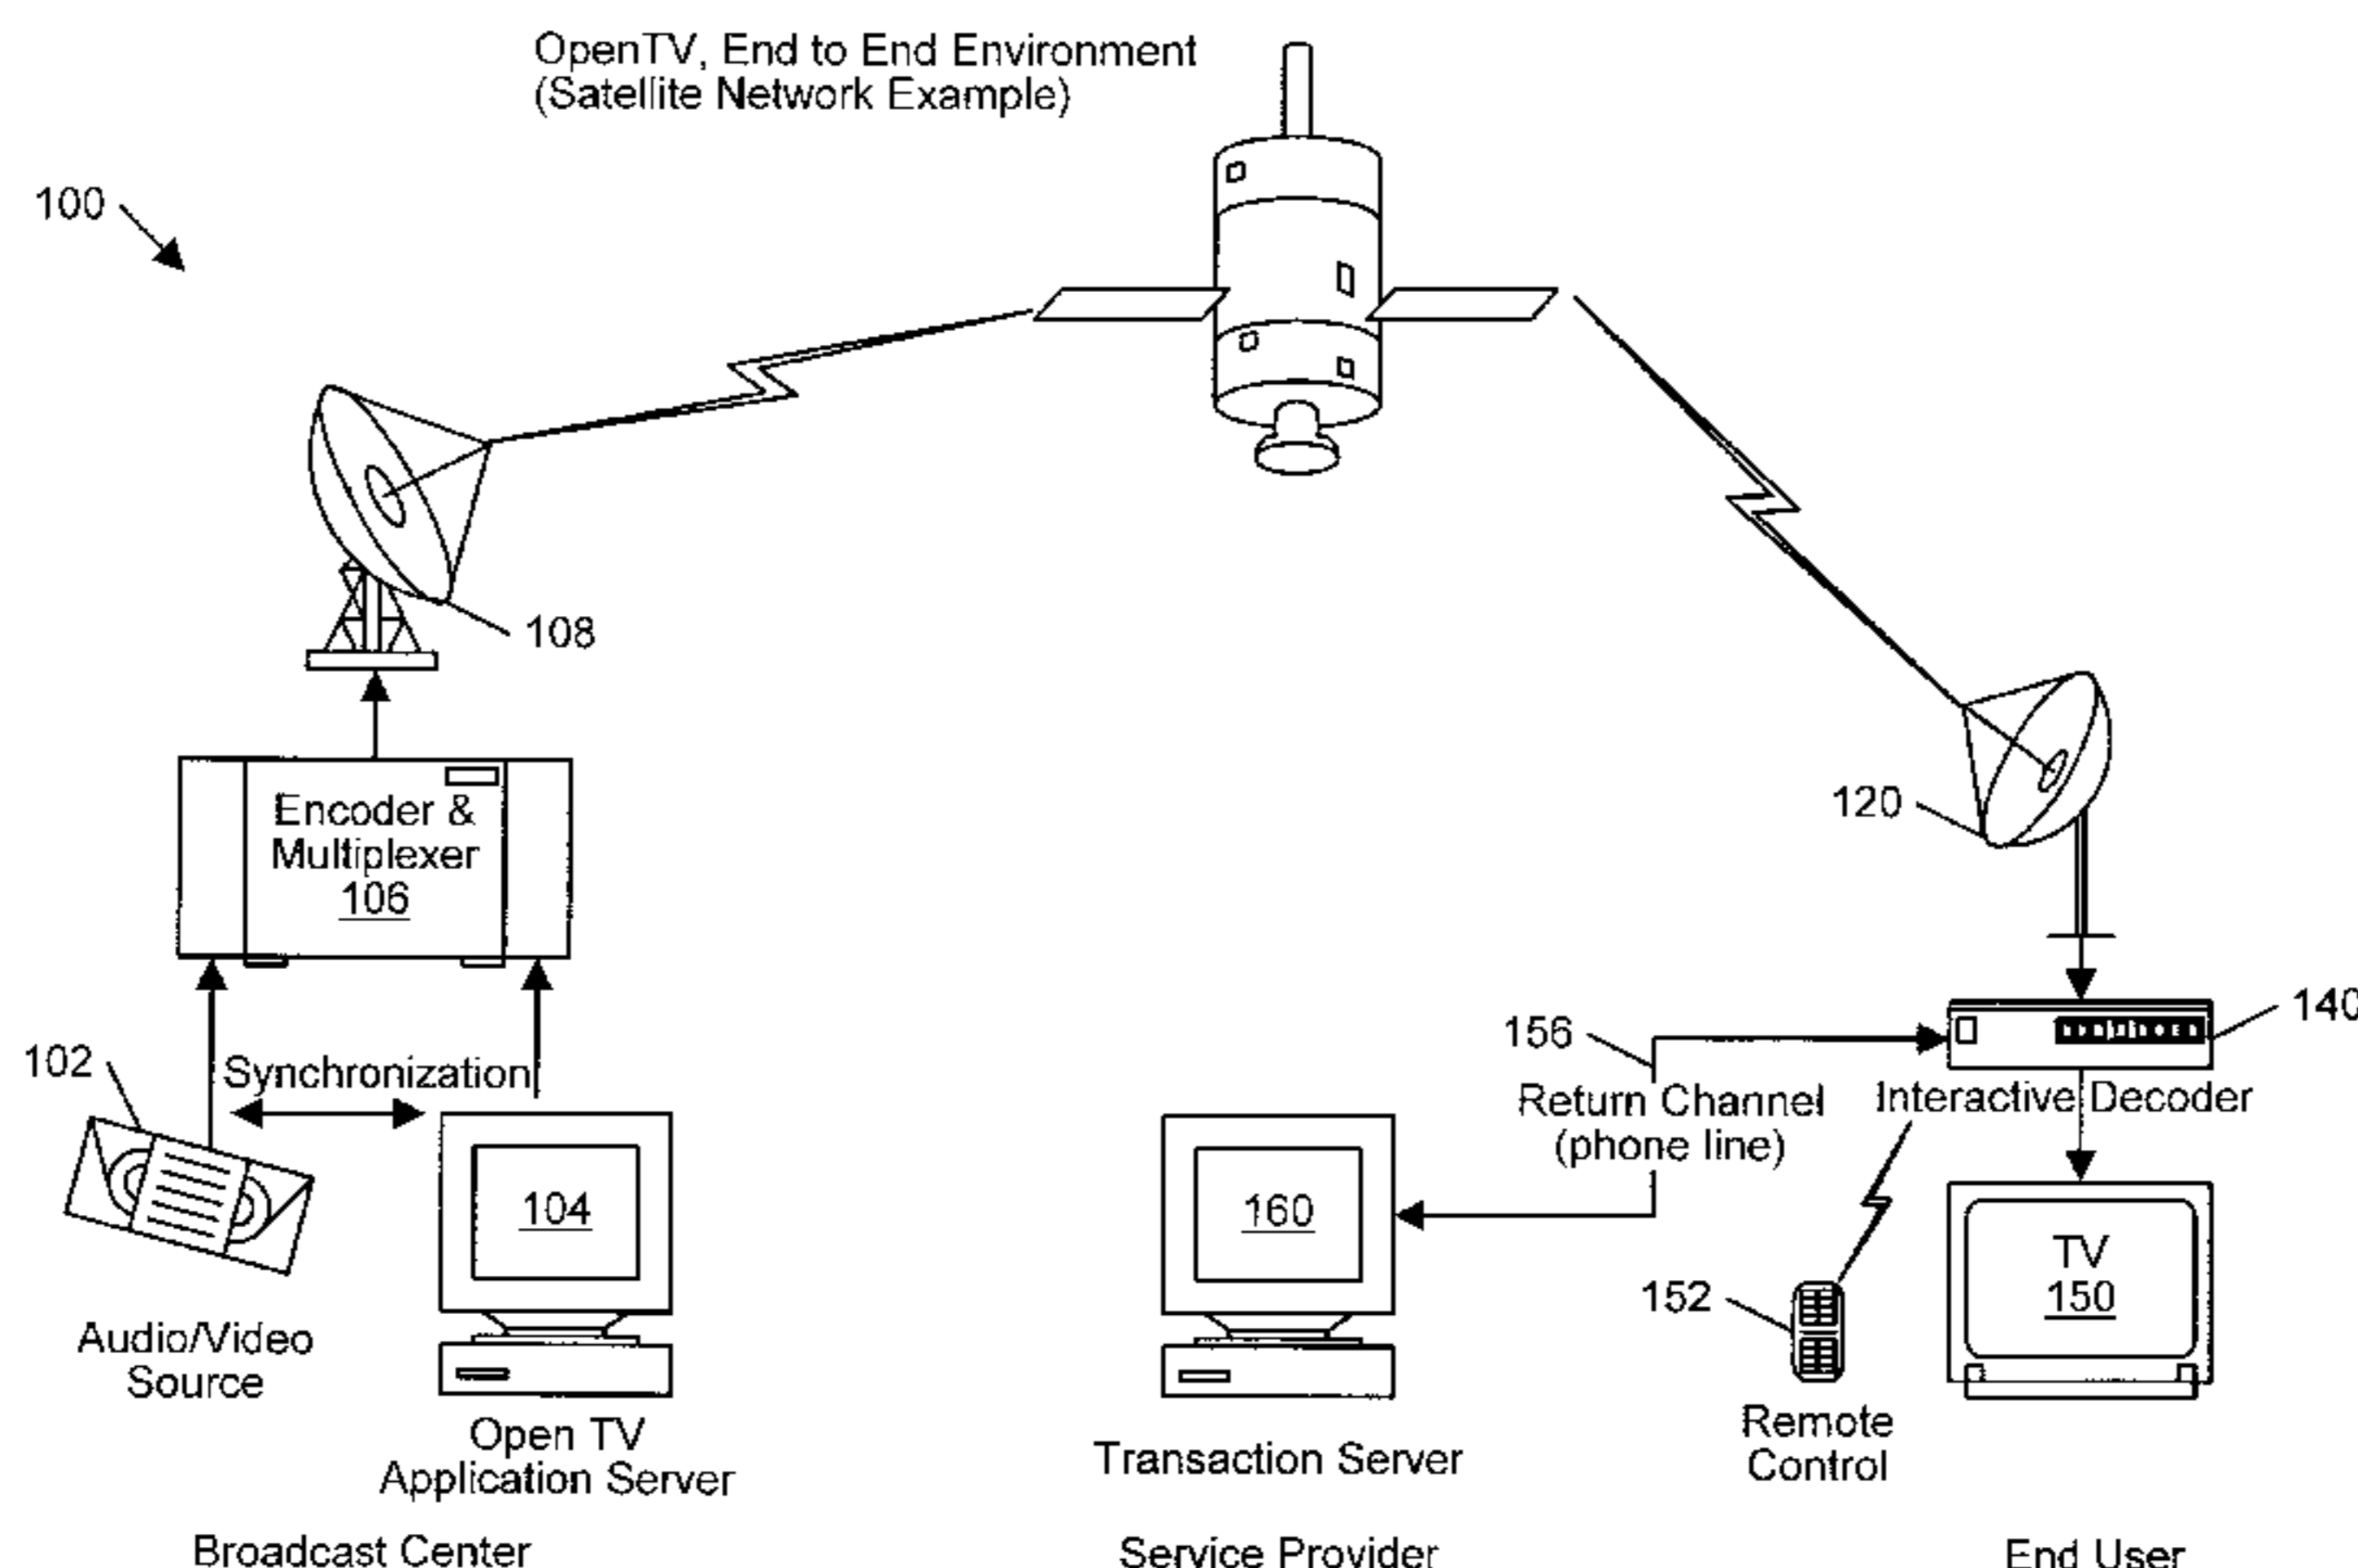 OpenTV, End to End Environment
(Satellite Network Example)
100
108
Encoder &
Multiplexer
106
120
140
156
102
Synchronization
Return Channel
(phone line)
Interactive Decoder
104
160
TV
150
152
Audio/Video
Source
Open TV
Application Server
Transaction Server
Remote
Control
Broadcast Center
Service Provider
End User